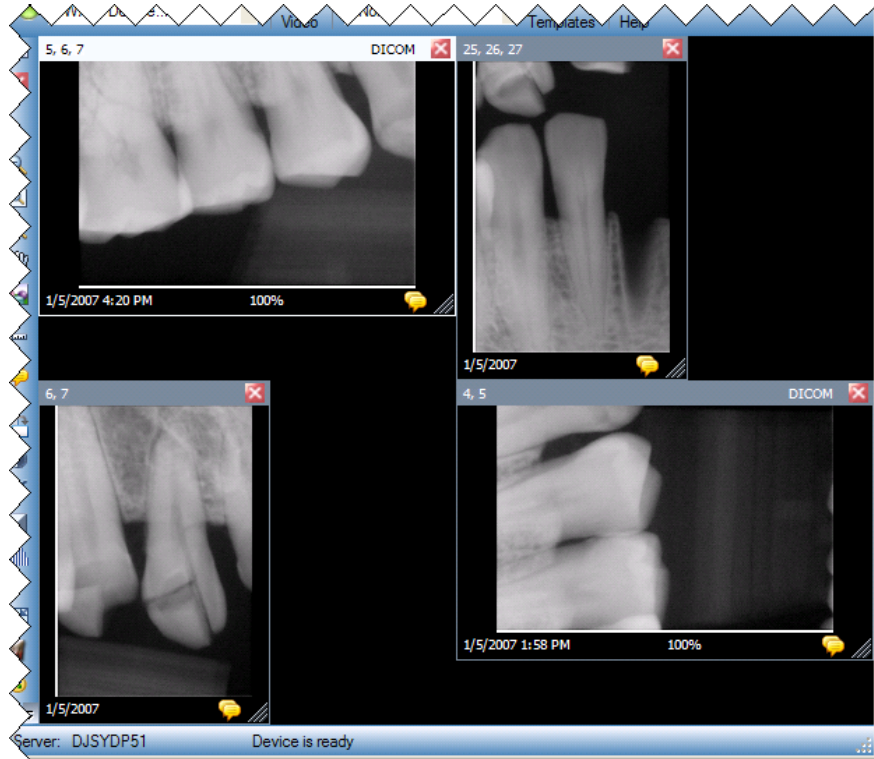 Video
Templates
Help
5, 6, 7 DICOM
25, 26, 27
1/5/2007 4:20 PM 100%
1/5/2007
6, 7
4, 5 DICOM
1/5/2007 1:58 PM 100%
1/5/2007
Server: DJSYDP51 Device is ready